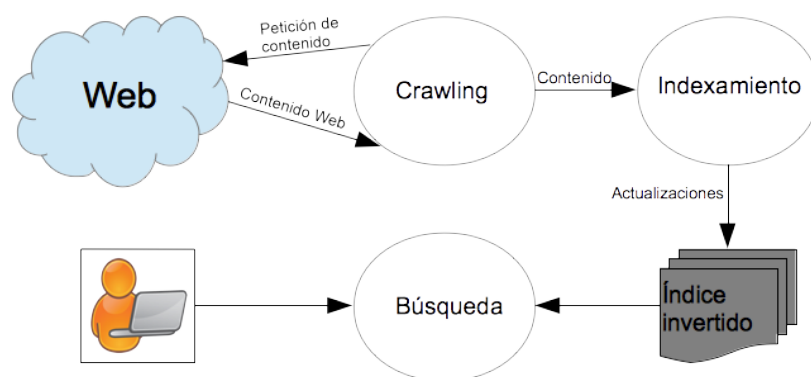 Petición de
contenido
Web
Crawling
Contenido
Indexamiento
Contenido Web
Actualizaciones
Búsqueda
Índice
invertido